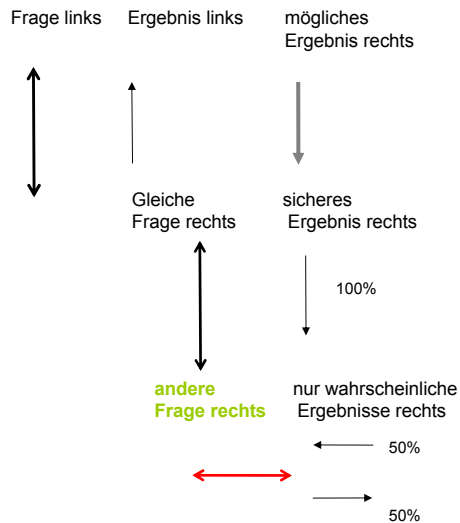 Frage links
Ergebnis links
mögliches
Ergebnis rechts
Gleiche
Frage rechts
sicheres
Ergebnis rechts
100%
andere
Frage rechts
nur wahrscheinliche
Ergebnisse rechts
50%
50%